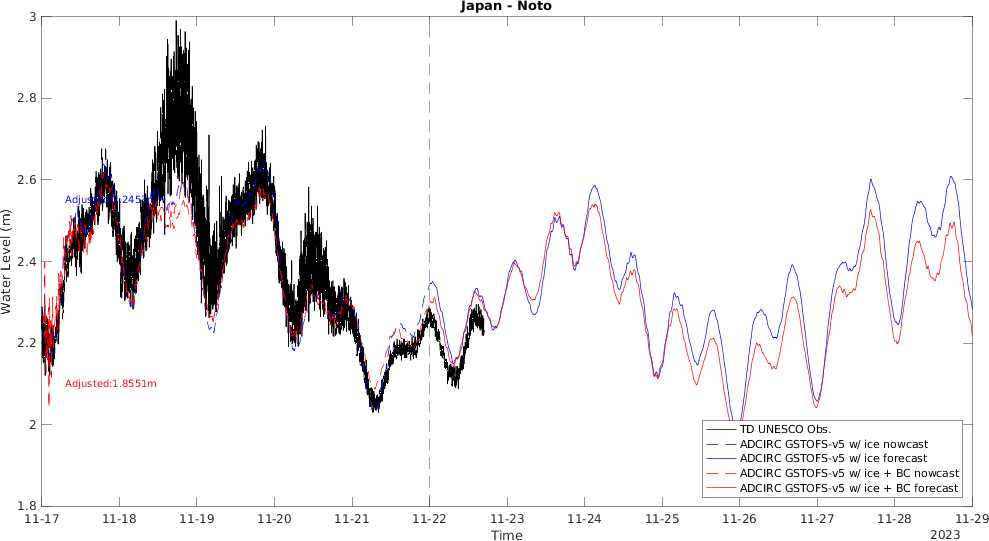 Japan - Noto
Water Level (m)
3
2.8
2.6
2.4
2.2
2
1.8
Adjusted:1.8551m
TD UNESCO Obs.
ADCIRC GSTOFS-v5 w/ ice nowcast
ADCIRC GSTOFS-v5 w/ ice forecast
ADCIRC GSTOFS-v5 w/ ice + BC nowcast
ADCIRC GSTOFS-v5 w/ ice + BC forecast
11-17 11-18 11-19 11-20 11-21 11-22 11-23 11-24 11-25 11-26 11-27 11-28 11-29
Time
2023